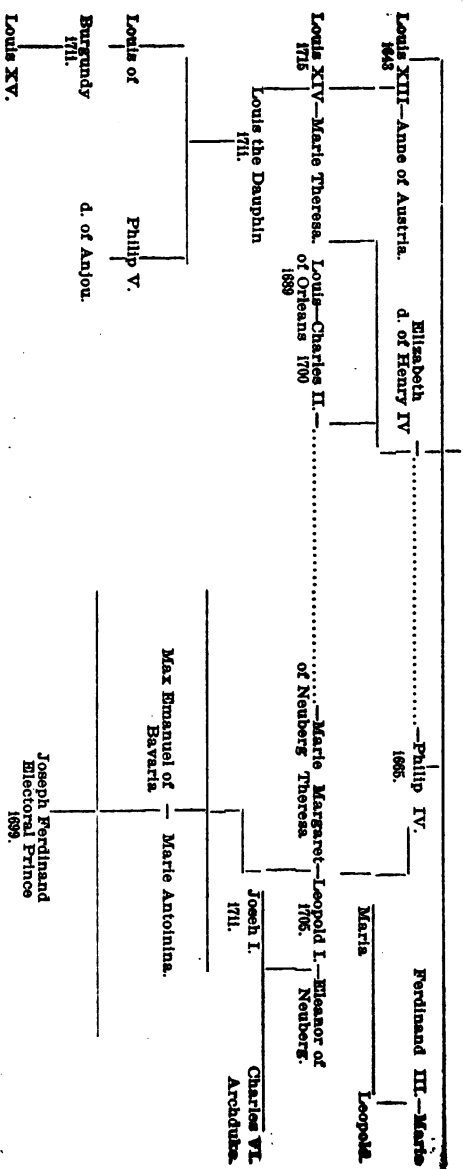 Elizabeth
d. of Henry IV
Philip IV.
1665.
Ferdinand III.—Marie
Louis XIII—Anne of Austria.
1643
Maria
Leopold.
Louis XIV—Marie Theresa.
1715
Louis—Charles II.—
of Orleans 1700
1689
—Marie Margaret—Leopold I.—Eleanor of
of Neuberg Theresa 1705. Neuberg.
Louis the Dauphin
1711.
Joseh I.
1711.
Charles VI.
Archduke.
Max Emanuel of — Marie Antoinina.
Bavaria
Louis of
Burgundy
1711.
Philip V.
d. of Anjou.
Joseph Ferdinand
Electoral Prince
1699.
Louis XV.